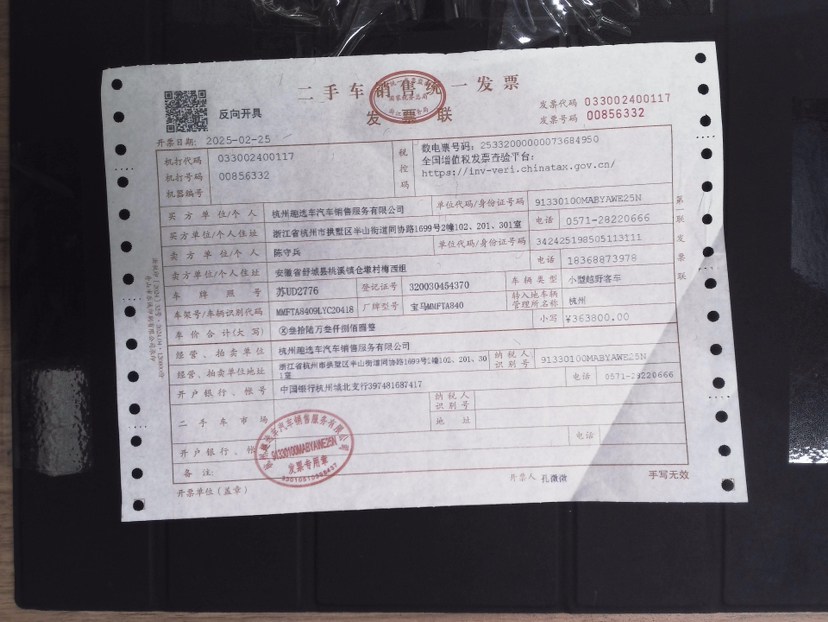 二手车销售统一发票
发票联
反向开具
发票代码 033002400117
发票号码 00856332
开票日期: 2025-02-25
机打代码 033002400117
机打号码 00856332
机器编号
税控码
数电票号码: 25332000000073684950
全国增值税发票查验平台:
https://inv-veri.chinatax.gov.cn/
买方单位/个人 杭州趣选车汽车销售服务有限公司 单位代码/身份证号码 91330100MABYAWE25N
买方单位/个人住址 浙江省杭州市拱墅区半山街道同协路1699号2幢102、201、301室 电话 0571-28220666
卖方单位/个人 陈守兵 单位代码/身份证号码 342425198505113111
卖方单位/个人住址 安徽省舒城县桃溪镇仓墩村梅西组 电话 18368873978
车牌照号 苏UD2776 登记证号 320030454370 车辆类型 小型越野客车
车架号/车辆识别代码 MMFTA8409LYC20418 厂牌型号 宝马MMFTA840 转入地车辆管理所名称 杭州
车价合计(大写) ⓧ叁拾陆万叁仟捌佰圆整 小写 ¥363800.00
经营、拍卖单位 杭州趣选车汽车销售服务有限公司
经营、拍卖单位地址 浙江省杭州市拱墅区半山街道同协路1699号2幢102、201、301室 纳税人识别号 91330100MABYAWE25N
开户银行、帐号 中国银行杭州城北支行397481687417 电话 0571-28220666
二手车市场 纳税人识别号
地址
开户银行、帐号 电话
备注
开票单位(盖章) 开票人 孔微微 手写无效
第一联 发票联
91330100MABYAWE25N
发票专用章